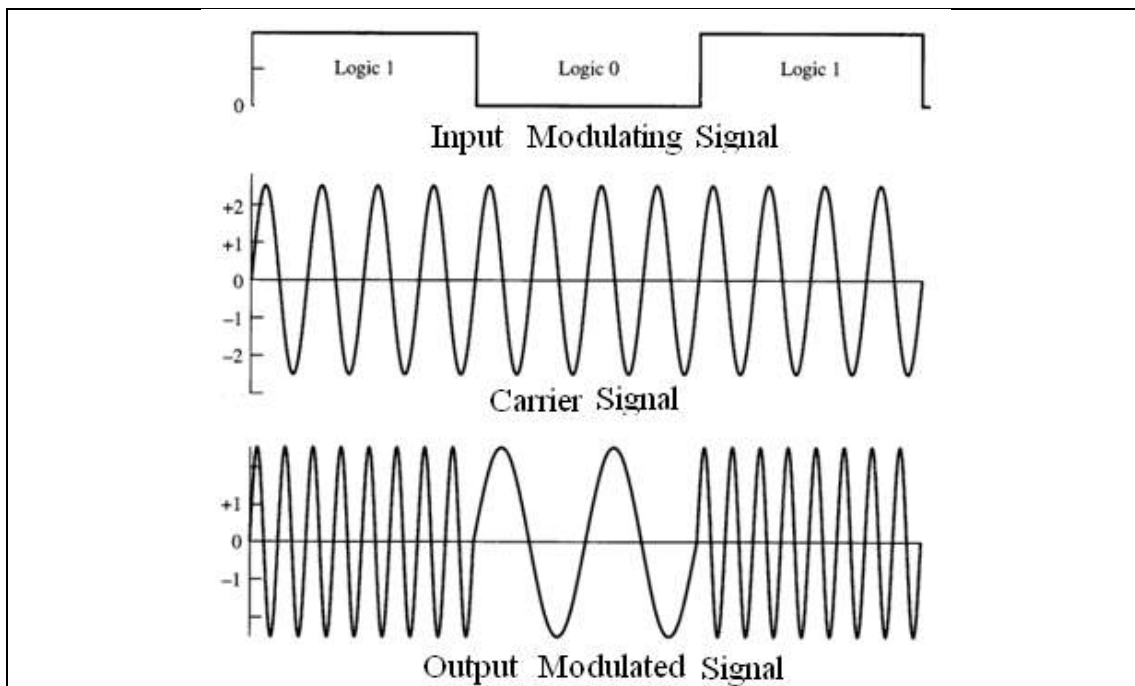 Logic 1 Logic 0 Logic 1
0
Input Modulating Signal
+2
+1
0
−1
−2
Carrier Signal
+1
0
−1
Output Modulated Signal